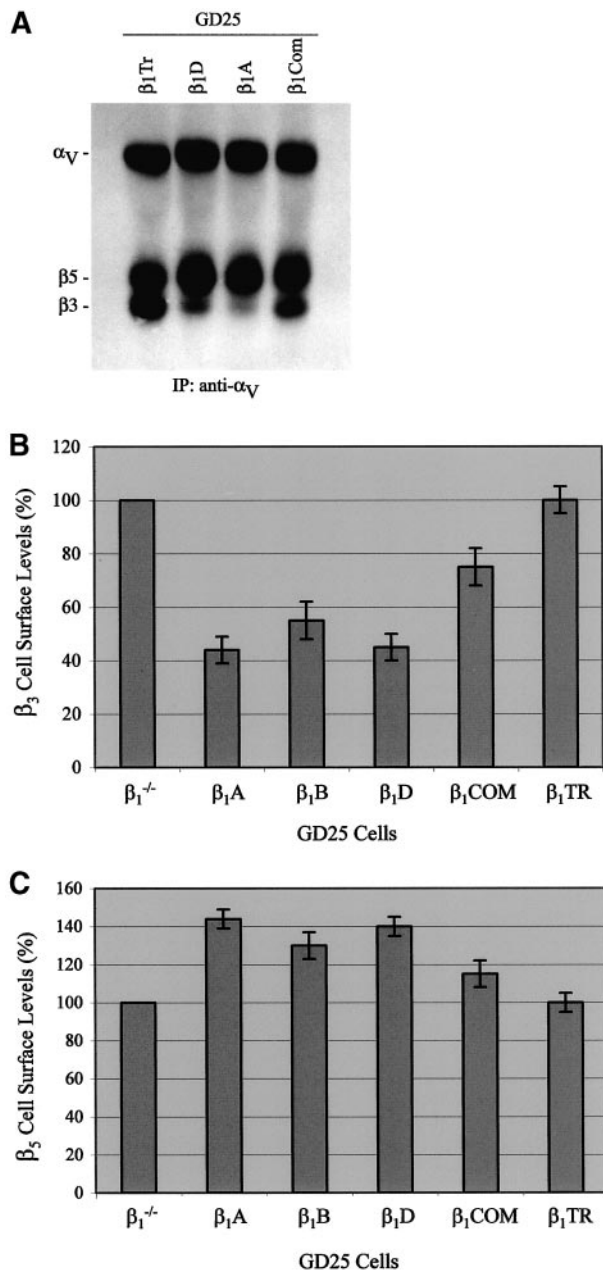 A
GD25
β1Tr
β1D
β1A
β1Com
αV -
β5 -
β3 -
IP: anti-αV
B
β3 Cell Surface Levels (%)
120
100
80
60
40
20
0
β1-/- β1A β1B β1D β1COM β1TR
GD25 Cells
C
β5 Cell Surface Levels (%)
160
140
120
100
80
60
40
20
0
β1-/- β1A β1B β1D β1COM β1TR
GD25 Cells